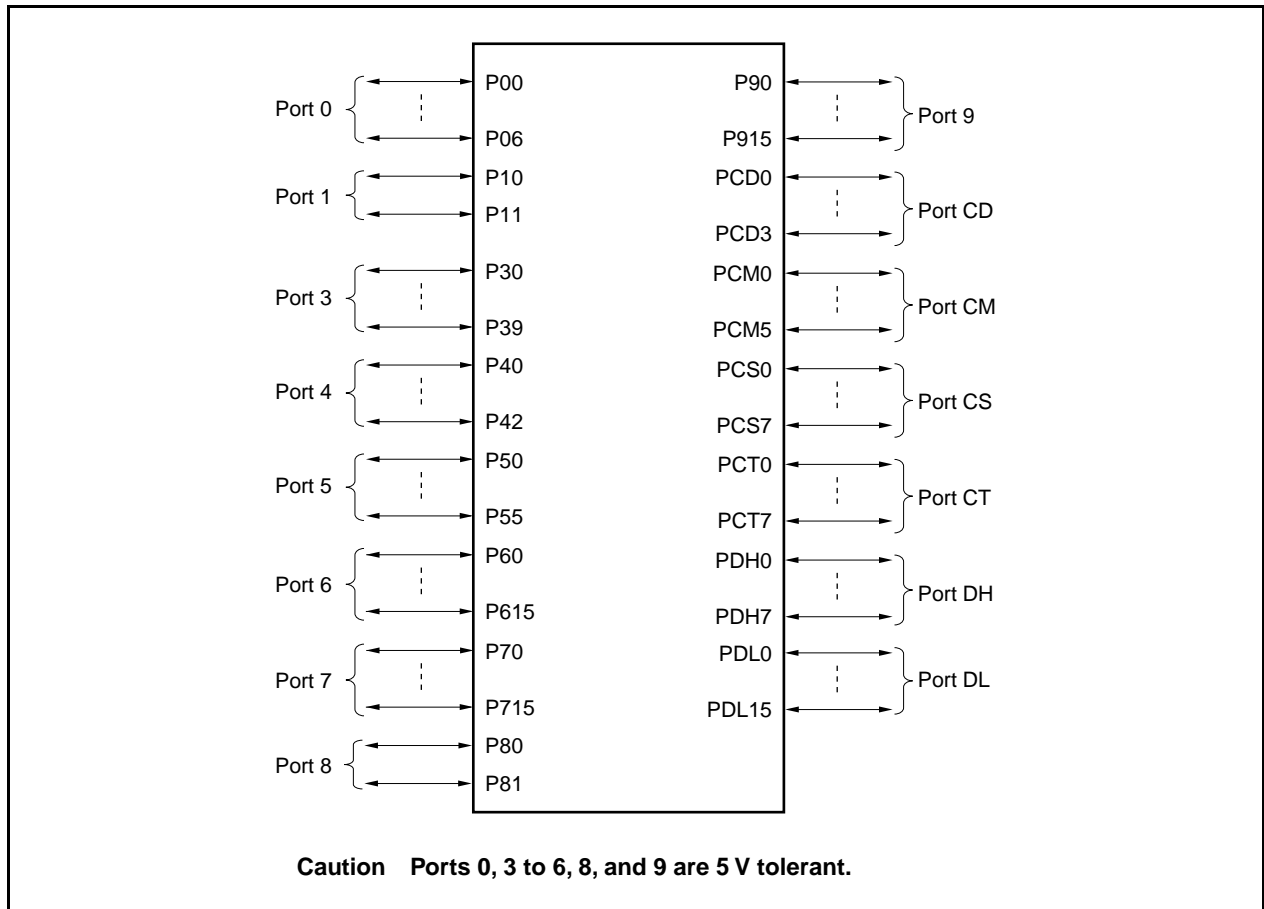 Port 0
P00
P06
Port 1
P10
P11
Port 3
P30
P39
Port 4
P40
P42
Port 5
P50
P55
Port 6
P60
P615
Port 7
P70
P715
Port 8
P80
P81
P90
P915
Port 9
PCD0
PCD3
Port CD
PCM0
PCM5
Port CM
PCS0
PCS7
Port CS
PCT0
PCT7
Port CT
PDH0
PDH7
Port DH
PDL0
PDL15
Port DL
Caution Ports 0, 3 to 6, 8, and 9 are 5 V tolerant.